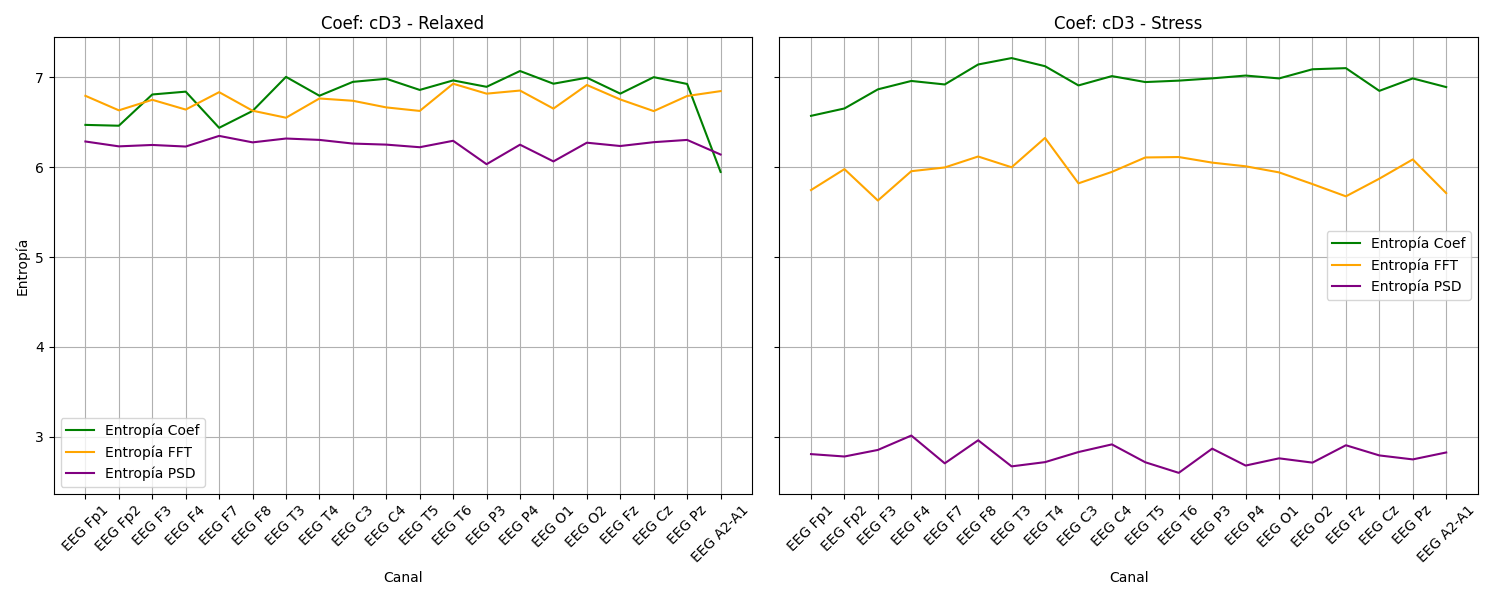 Coef: cD3 - Relaxed
Entropía
7
6
5
4
3
Entropía Coef
Entropía FFT
Entropía PSD
EEG Fp1
EEG Fp2
EEG F3
EEG F4
EEG F7
EEG F8
EEG T3
EEG T4
EEG C3
EEG C4
EEG T5
EEG T6
EEG P3
EEG P4
EEG O1
EEG O2
EEG Fz
EEG Cz
EEG Pz
EEG A2-A1
Canal
Coef: cD3 - Stress
Entropía Coef
Entropía FFT
Entropía PSD
EEG Fp1
EEG Fp2
EEG F3
EEG F4
EEG F7
EEG F8
EEG T3
EEG T4
EEG C3
EEG C4
EEG T5
EEG T6
EEG P3
EEG P4
EEG O1
EEG O2
EEG Fz
EEG Cz
EEG Pz
EEG A2-A1
Canal